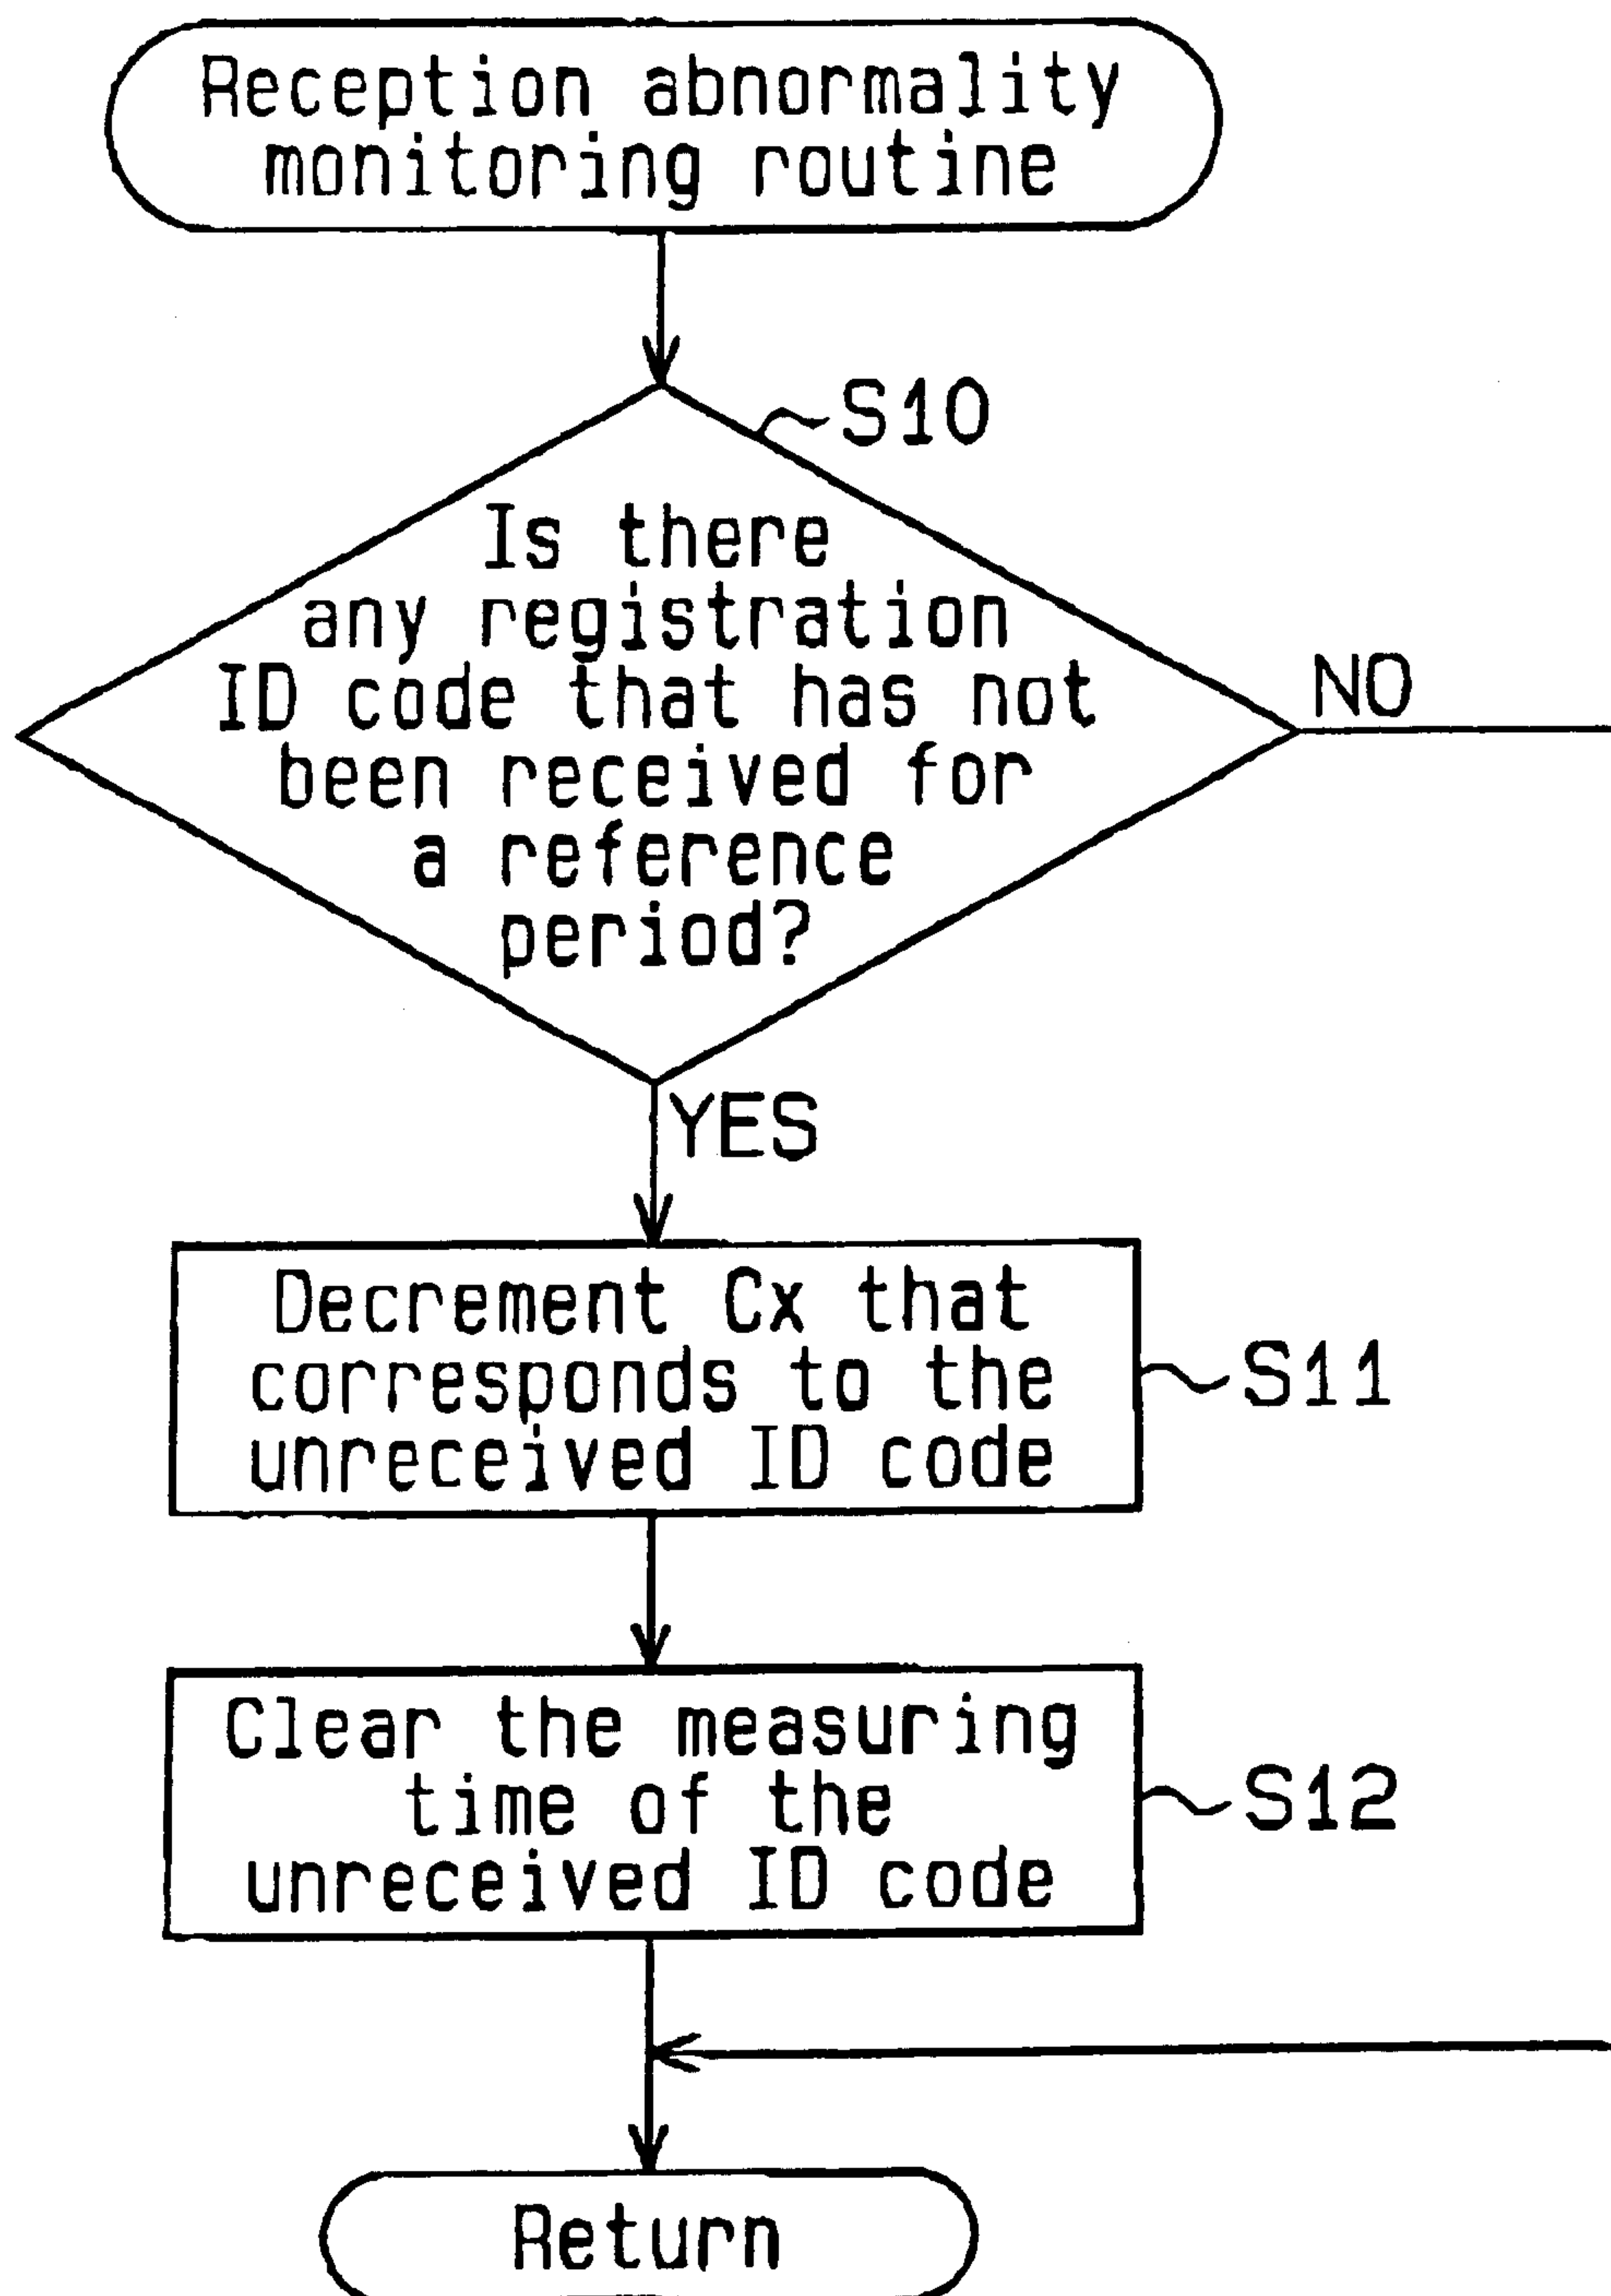 Reception abnormality
monitoring routine
S10
Is there
any registration
ID code that has not
been received for
a reference
period?
NO
YES
Decrement Cx that
corresponds to the
unreceived ID code
S11
Clear the measuring
time of the
unreceived ID code
S12
Return